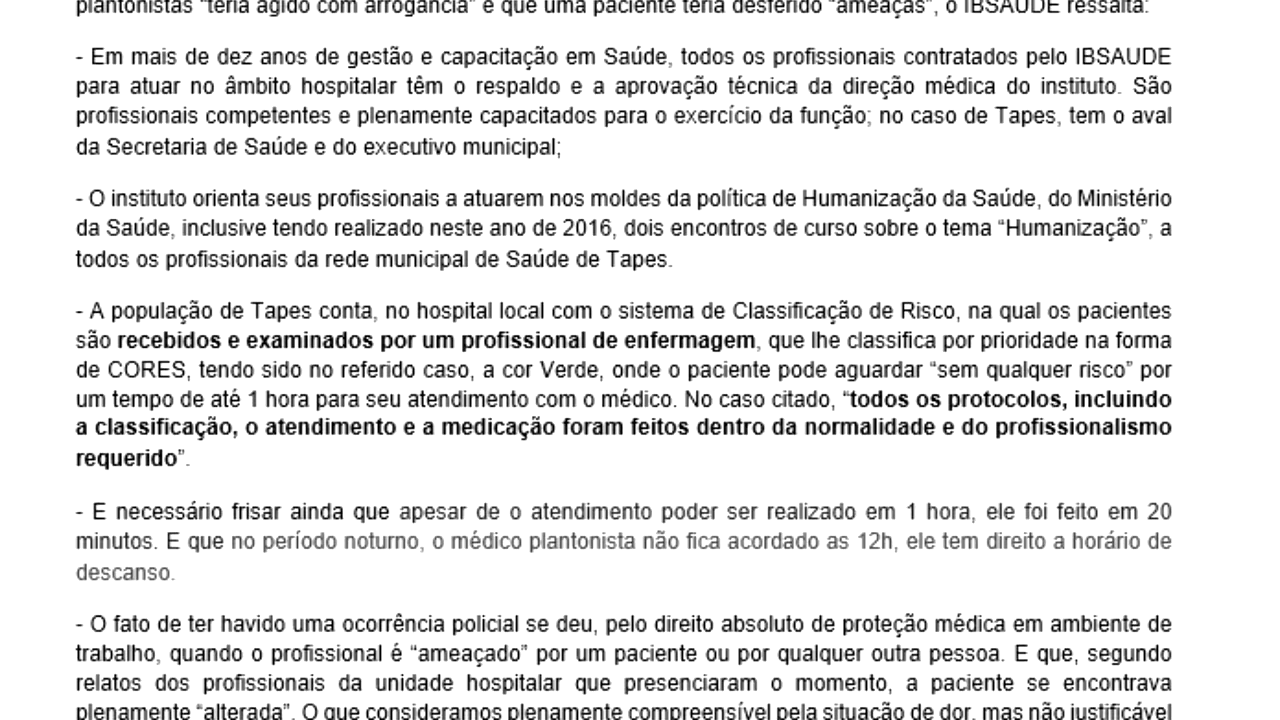 plantonistas “teria agido com arrogância” e que uma paciente teria desferido “ameaças”, o IBSAUDE ressalta:
- Em mais de dez anos de gestão e capacitação em Saúde, todos os profissionais contratados pelo IBSAUDE
para atuar no âmbito hospitalar têm o respaldo e a aprovação técnica da direção médica do instituto. São
profissionais competentes e plenamente capacitados para o exercício da função; no caso de Tapes, tem o aval
da Secretaria de Saúde e do executivo municipal;
- O instituto orienta seus profissionais a atuarem nos moldes da política de Humanização da Saúde, do Ministério
da Saúde, inclusive tendo realizado neste ano de 2016, dois encontros de curso sobre o tema “Humanização”, a
todos os profissionais da rede municipal de Saúde de Tapes.
- A população de Tapes conta, no hospital local com o sistema de Classificação de Risco, na qual os pacientes
são recebidos e examinados por um profissional de enfermagem, que lhe classifica por prioridade na forma
de CORES, tendo sido no referido caso, a cor Verde, onde o paciente pode aguardar “sem qualquer risco” por
um tempo de até 1 hora para seu atendimento com o médico. No caso citado, “todos os protocolos, incluindo
a classificação, o atendimento e a medicação foram feitos dentro da normalidade e do profissionalismo
requerido”.
- E necessário frisar ainda que apesar de o atendimento poder ser realizado em 1 hora, ele foi feito em 20
minutos. E que no período noturno, o médico plantonista não fica acordado as 12h, ele tem direito a horário de
descanso.
- O fato de ter havido uma ocorrência policial se deu, pelo direito absoluto de proteção médica em ambiente de
trabalho, quando o profissional é “ameaçado” por um paciente ou por qualquer outra pessoa. E que, segundo
relatos dos profissionais da unidade hospitalar que presenciaram o momento, a paciente se encontrava
plenamente “alterada”. O que consideramos plenamente compreensível pela situação de dor, mas não justificável